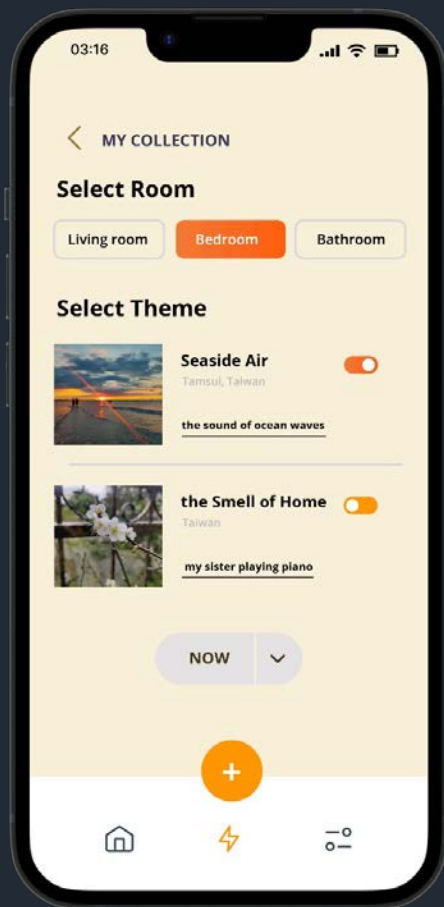 03:16
MY COLLECTION
Select Room
Living room Bedroom Bathroom
Select Theme
Seaside Air
Tamsui, Taiwan
the sound of ocean waves
the Smell of Home
Taiwan
my sister playing piano
NOW